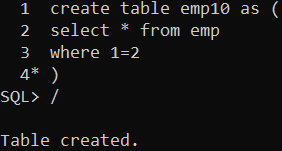 1 create table emp10 as (
2 select * from emp
3 where 1=2
4* )
SQL> /
Table created.